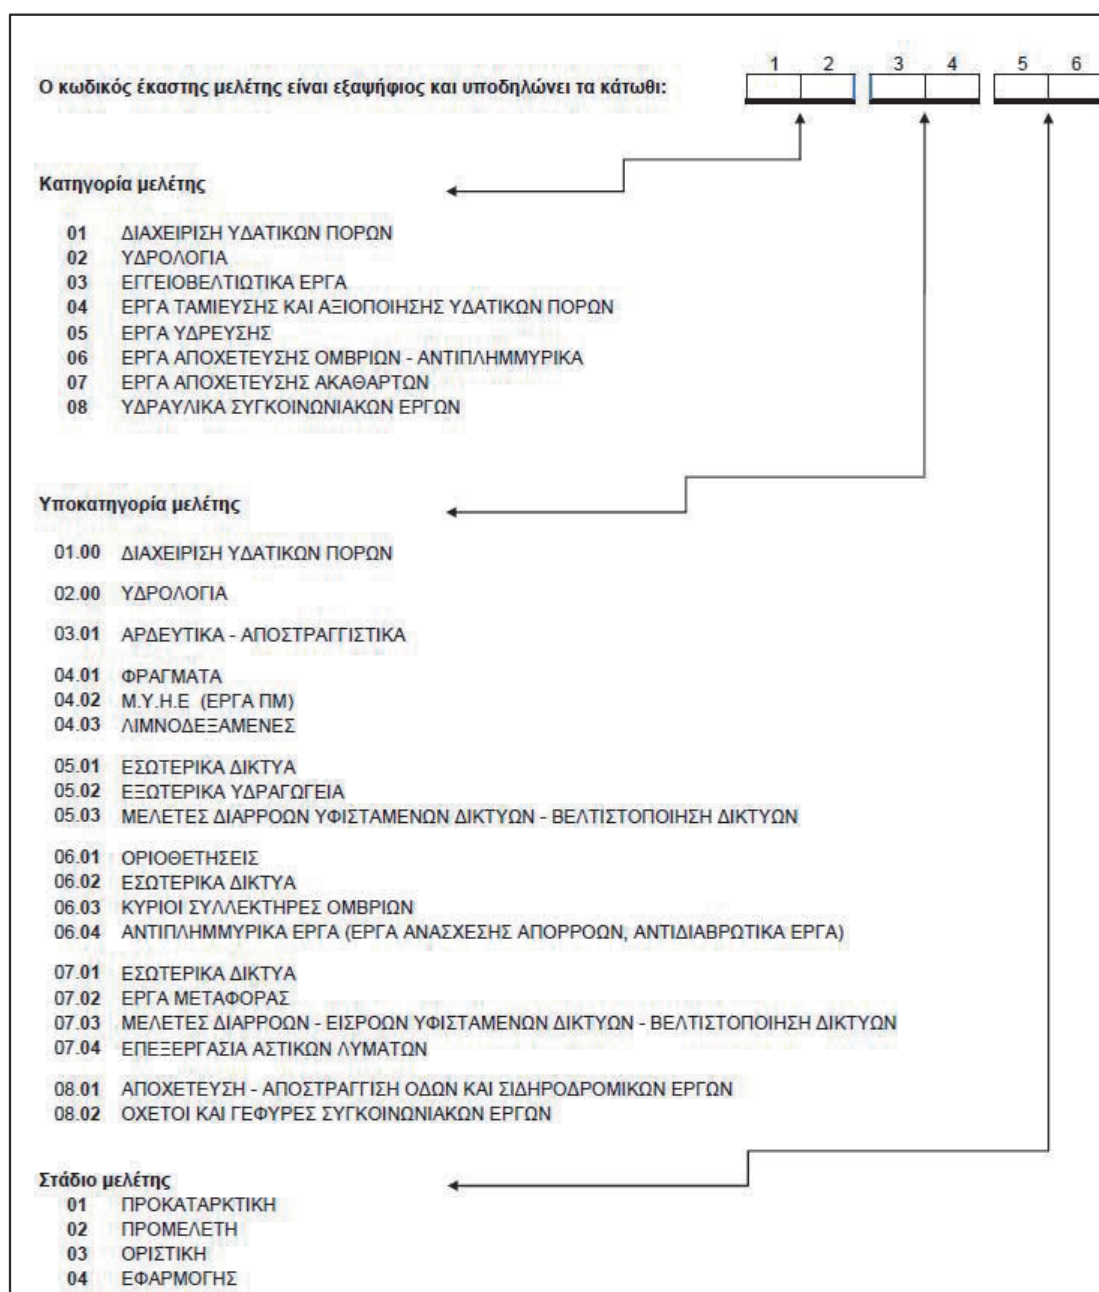 1 2 3 4 5 6
Ο κωδικός έκαστης μελέτης είναι εξαψήφιος και υποδηλώνει τα κάτωθι:
Κατηγορία μελέτης
01 ΔΙΑΧΕΙΡΙΣΗ ΥΔΑΤΙΚΩΝ ΠΟΡΩΝ
02 ΥΔΡΟΛΟΓΙΑ
03 ΕΓΓΕΙΟΒΕΛΤΙΩΤΙΚΑ ΕΡΓΑ
04 ΕΡΓΑ ΤΑΜΙΕΥΣΗΣ ΚΑΙ ΑΞΙΟΠΟΙΗΣΗΣ ΥΔΑΤΙΚΩΝ ΠΟΡΩΝ
05 ΕΡΓΑ ΥΔΡΕΥΣΗΣ
06 ΕΡΓΑ ΑΠΟΧΕΤΕΥΣΗΣ ΟΜΒΡΙΩΝ - ΑΝΤΙΠΛΗΜΜΥΡΙΚΑ
07 ΕΡΓΑ ΑΠΟΧΕΤΕΥΣΗΣ ΑΚΑΘΑΡΤΩΝ
08 ΥΔΡΑΥΛΙΚΑ ΣΥΓΚΟΙΝΩΝΙΑΚΩΝ ΕΡΓΩΝ
Υποκατηγορία μελέτης
01.00 ΔΙΑΧΕΙΡΙΣΗ ΥΔΑΤΙΚΩΝ ΠΟΡΩΝ
02.00 ΥΔΡΟΛΟΓΙΑ
03.01 ΑΡΔΕΥΤΙΚΑ - ΑΠΟΣΤΡΑΓΓΙΣΤΙΚΑ
04.01 ΦΡΑΓΜΑΤΑ
04.02 Μ.Υ.Η.Ε (ΕΡΓΑ ΠΜ)
04.03 ΛΙΜΝΟΔΕΞΑΜΕΝΕΣ
05.01 ΕΣΩΤΕΡΙΚΑ ΔΙΚΤΥΑ
05.02 ΕΞΩΤΕΡΙΚΑ ΥΔΡΑΓΩΓΕΙΑ
05.03 ΜΕΛΕΤΕΣ ΔΙΑΡΡΟΩΝ ΥΦΙΣΤΑΜΕΝΩΝ ΔΙΚΤΥΩΝ - ΒΕΛΤΙΣΤΟΠΟΙΗΣΗ ΔΙΚΤΥΩΝ
06.01 ΟΡΙΟΘΕΤΗΣΕΙΣ
06.02 ΕΣΩΤΕΡΙΚΑ ΔΙΚΤΥΑ
06.03 ΚΥΡΙΟΙ ΣΥΛΛΕΚΤΗΡΕΣ ΟΜΒΡΙΩΝ
06.04 ΑΝΤΙΠΛΗΜΜΥΡΙΚΑ ΕΡΓΑ (ΕΡΓΑ ΑΝΑΣΧΕΣΗΣ ΑΠΟΡΡΟΩΝ, ΑΝΤΙΔΙΑΒΡΩΤΙΚΑ ΕΡΓΑ)
07.01 ΕΣΩΤΕΡΙΚΑ ΔΙΚΤΥΑ
07.02 ΕΡΓΑ ΜΕΤΑΦΟΡΑΣ
07.03 ΜΕΛΕΤΕΣ ΔΙΑΡΡΟΩΝ - ΕΙΣΡΟΩΝ ΥΦΙΣΤΑΜΕΝΩΝ ΔΙΚΤΥΩΝ - ΒΕΛΤΙΣΤΟΠΟΙΗΣΗ ΔΙΚΤΥΩΝ
07.04 ΕΠΕΞΕΡΓΑΣΙΑ ΑΣΤΙΚΩΝ ΛΥΜΑΤΩΝ
08.01 ΑΠΟΧΕΤΕΥΣΗ - ΑΠΟΣΤΡΑΓΓΙΣΗ ΟΔΩΝ ΚΑΙ ΣΙΔΗΡΟΔΡΟΜΙΚΩΝ ΕΡΓΩΝ
08.02 ΟΧΕΤΟΙ ΚΑΙ ΓΕΦΥΡΕΣ ΣΥΓΚΟΙΝΩΝΙΑΚΩΝ ΕΡΓΩΝ
Στάδιο μελέτης
01 ΠΡΟΚΑΤΑΡΚΤΙΚΗ
02 ΠΡΟΜΕΛΕΤΗ
03 ΟΡΙΣΤΙΚΗ
04 ΕΦΑΡΜΟΓΗΣ